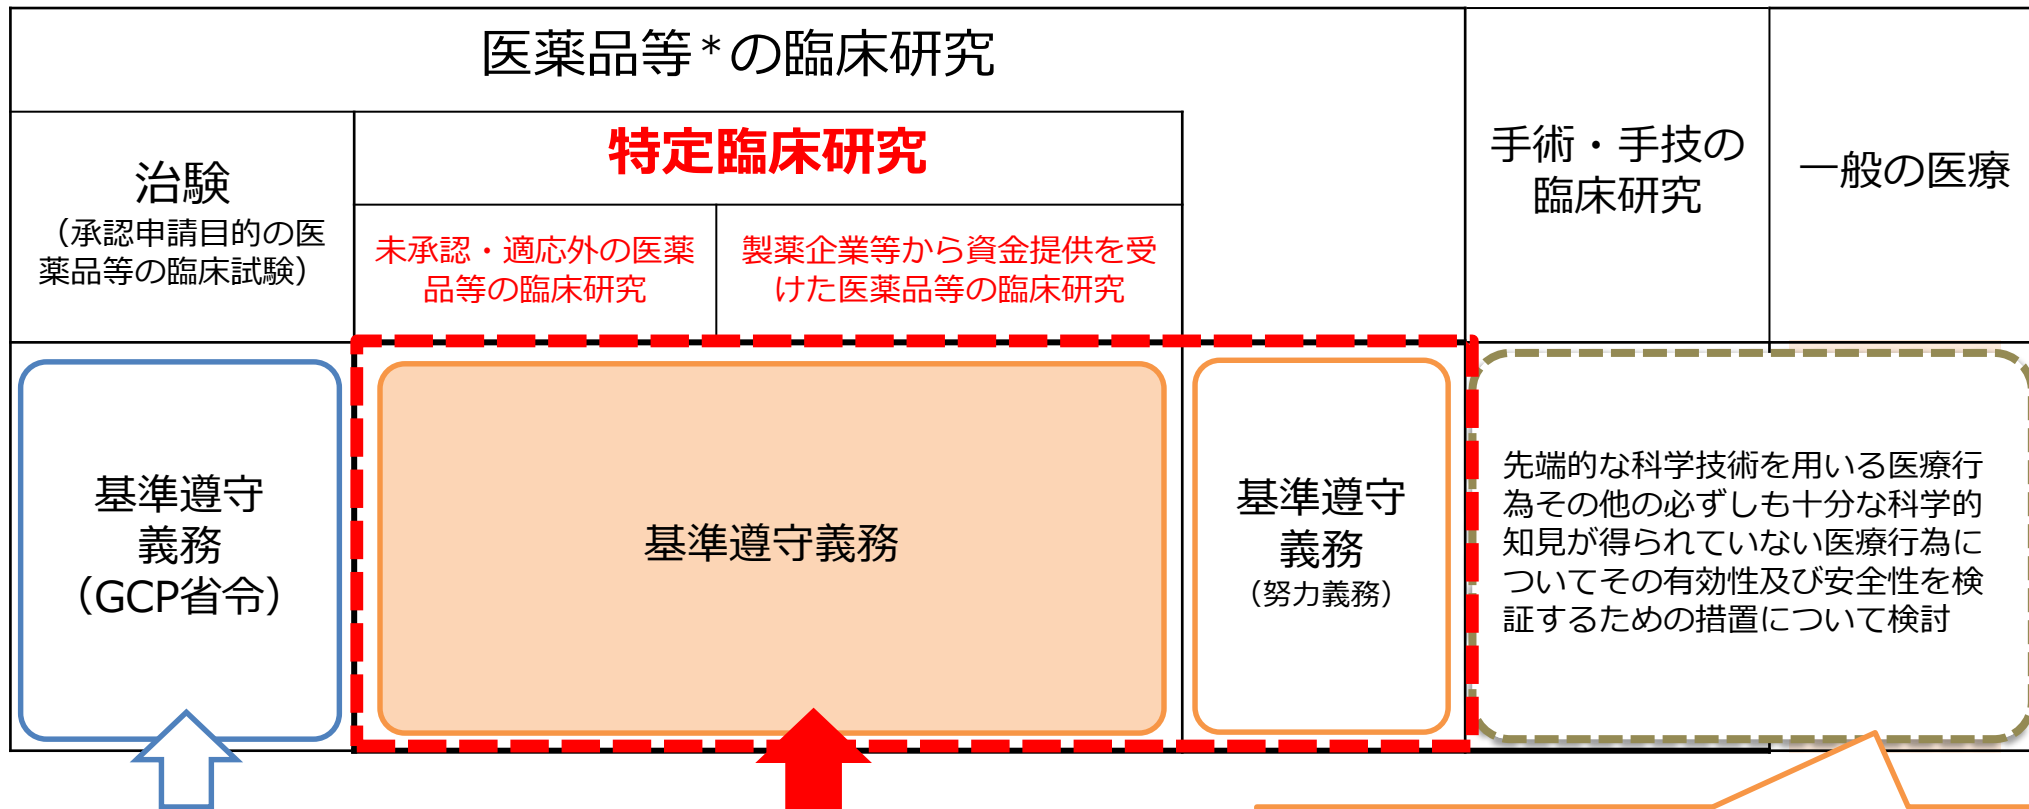 医薬品等*の臨床研究
治験
（承認申請目的の医
薬品等の臨床試験）
特定臨床研究
未承認・適応外の医薬
品等の臨床研究
製薬企業等から資金提供を受
けた医薬品等の臨床研究
手術・手技の
臨床研究
一般の医療
基準遵守
義務
（GCP省令）
基準遵守義務
基準遵守
義務
（努力義務）
先端的な科学技術を用いる医療行
為その他の必ずしも十分な科学的
知見が得られていない医療行為に
ついてその有効性及び安全性を検
証するための措置について検討